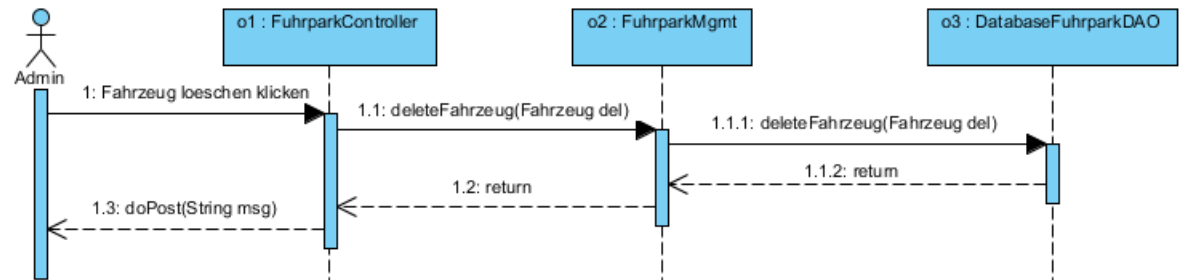 o1 : FuhrparkController
o2 : FuhrparkMgmt
o3 : DatabaseFuhrparkDAO
Admin
1: Fahrzeug loeschen klicken
1.1: deleteFahrzeug(Fahrzeug del)
1.1.1: deleteFahrzeug(Fahrzeug del)
1.1.2: return
1.2: return
1.3: doPost(String msg)